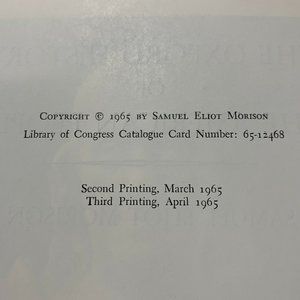 Copyright © 1965 by Samuel Eliot Morison
Library of Congress Catalogue Card Number: 65-12468
Second Printing, March 1965
Third Printing, April 1965